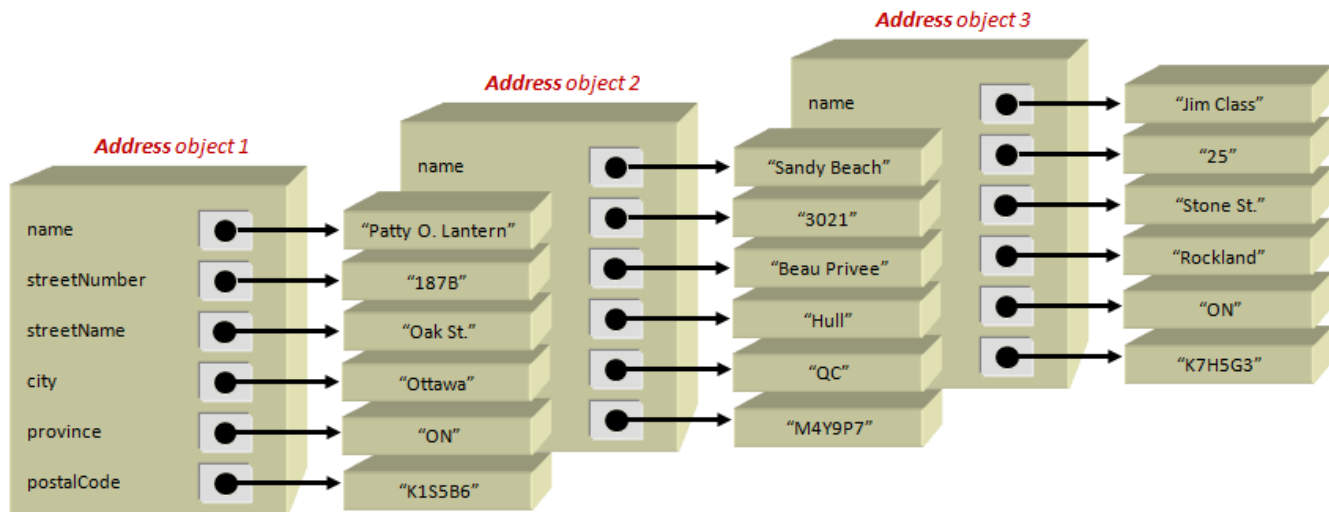 Address object 1
name
streetNumber
streetName
city
province
postalCode
“Patty O. Lantern”
“187B”
“Oak St.”
“Ottawa”
“ON”
“K1S5B6”
Address object 2
name
“Sandy Beach”
“3021”
“Beau Privee”
“Hull”
“QC”
“M4Y9P7”
Address object 3
name
“Jim Class”
“25”
“Stone St.”
“Rockland”
“ON”
“K7H5G3”